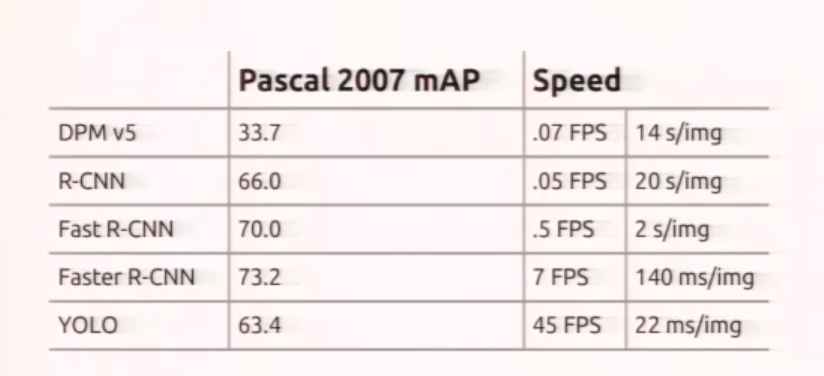 Pascal 2007 mAP Speed
DPM v5 33.7 .07 FPS 14 s/img
R-CNN 66.0 .05 FPS 20 s/img
Fast R-CNN 70.0 .5 FPS 2 s/img
Faster R-CNN 73.2 7 FPS 140 ms/img
YOLO 63.4 45 FPS 22 ms/img